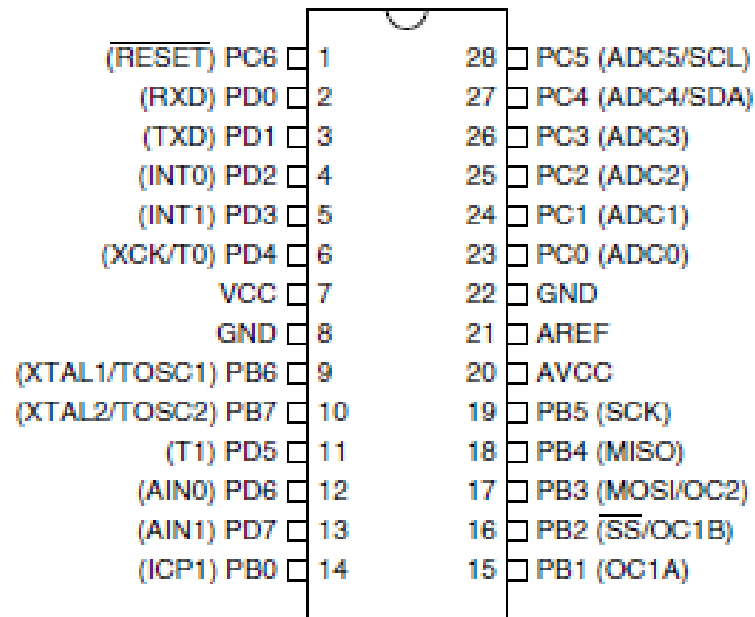 (RESET) PC6 1 28 PC5 (ADC5/SCL)
(RXD) PD0 2 27 PC4 (ADC4/SDA)
(TXD) PD1 3 26 PC3 (ADC3)
(INT0) PD2 4 25 PC2 (ADC2)
(INT1) PD3 5 24 PC1 (ADC1)
(XCK/T0) PD4 6 23 PC0 (ADC0)
VCC 7 22 GND
GND 8 21 AREF
(XTAL1/TOSC1) PB6 9 20 AVCC
(XTAL2/TOSC2) PB7 10 19 PB5 (SCK)
(T1) PD5 11 18 PB4 (MISO)
(AIN0) PD6 12 17 PB3 (MOSI/OC2)
(AIN1) PD7 13 16 PB2 (SS/OC1B)
(ICP1) PB0 14 15 PB1 (OC1A)